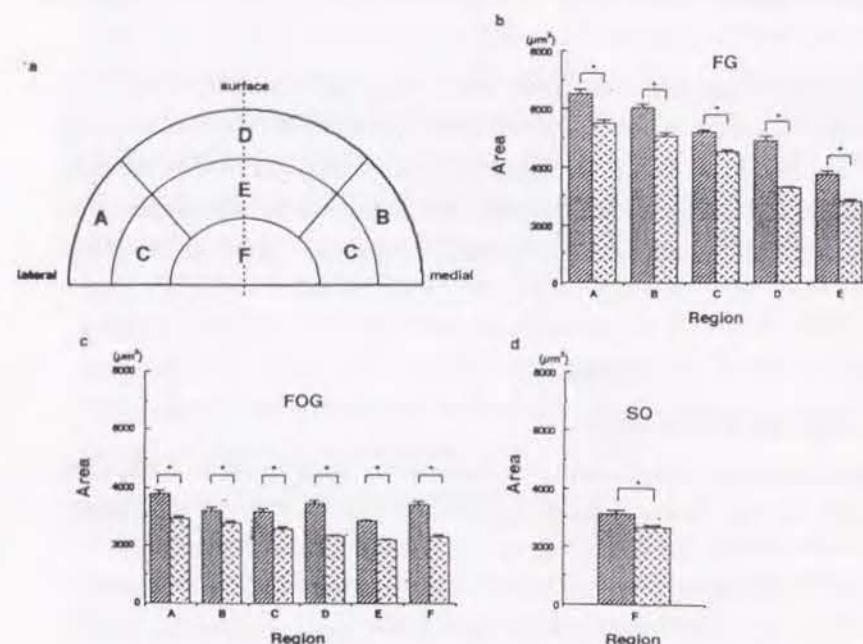 a
surface
D
E
A
B
C
F
C
lateral
medial
b
(μm²)
FG
8000
6000
4000
2000
0
Area
*
*
*
*
*
A B C D E
Region
c
(μm²)
FOG
8000
6000
4000
2000
0
Area
*
*
*
*
*
*
A B C D E F
Region
d
(μm²)
SO
8000
6000
4000
2000
0
Area
*
F
Region